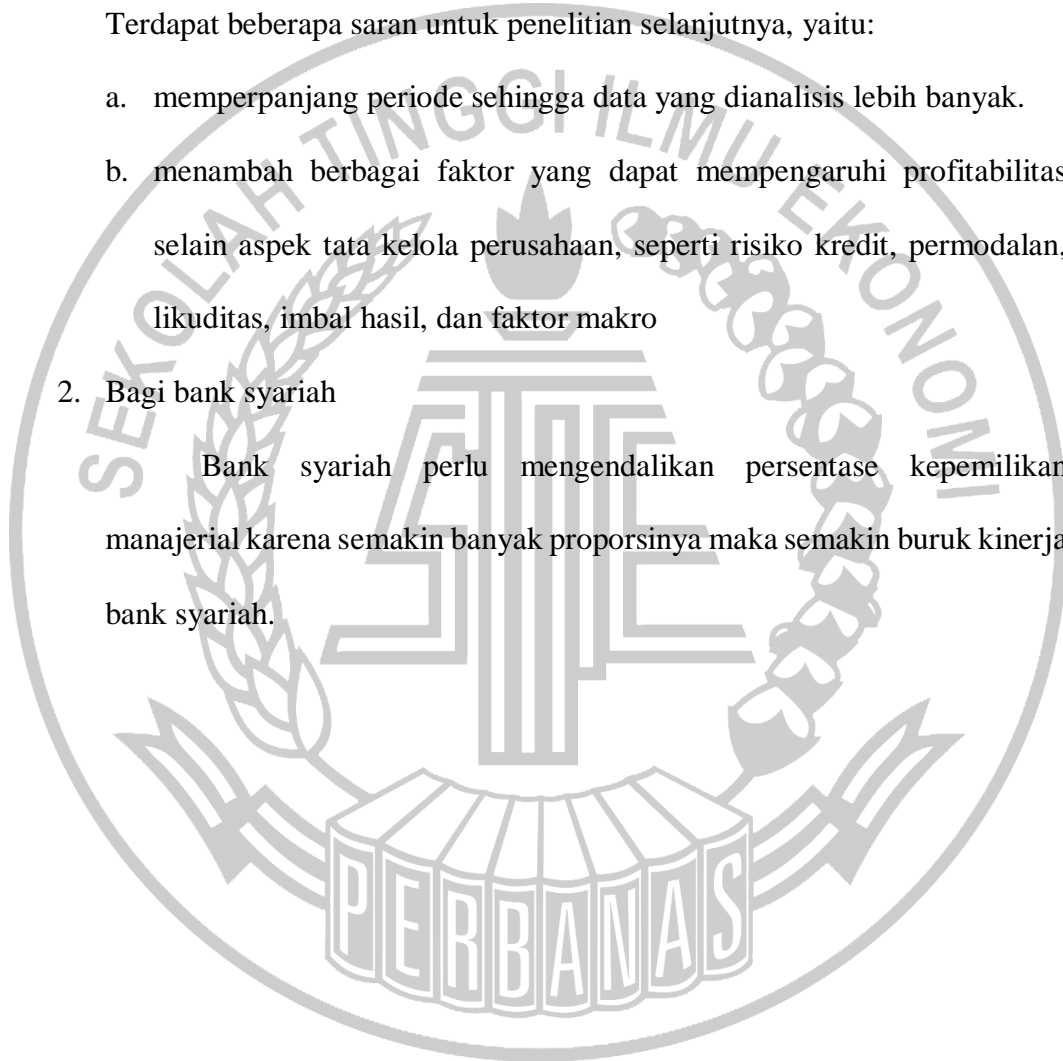 Terdapat beberapa saran untuk penelitian selanjutnya, yaitu:
a. memperpanjang periode sehingga data yang dianalisis lebih banyak.
b. menambah berbagai faktor yang dapat mempengaruhi profitabilitas
selain aspek tata kelola perusahaan, seperti risiko kredit, permodalan,
likuditas, imbal hasil, dan faktor makro
2. Bagi bank syariah
Bank syariah perlu mengendalikan persentase kepemilikan
manajerial karena semakin banyak proporsinya maka semakin buruk kinerja
bank syariah.
SEKOLAH TINGGI ILMU EKONOMI
STIE
PERBANAS